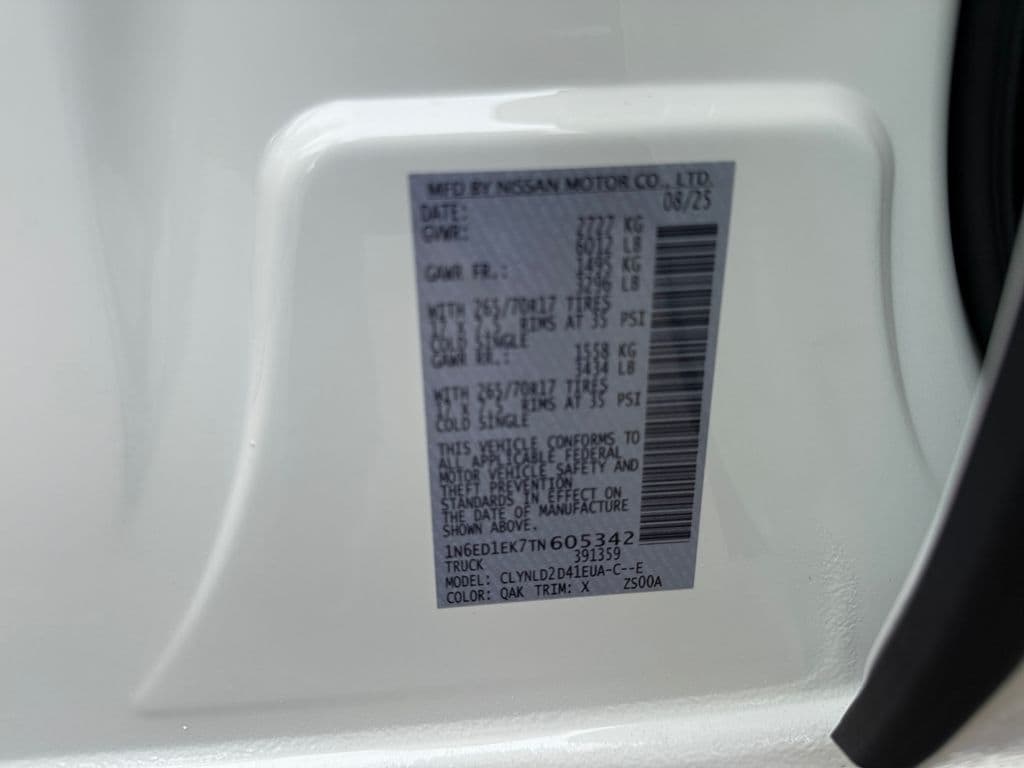 MFD BY NISSAN MOTOR CO., LTD.
DATE: 08/25
GVWR: 2727 KG
6012 LB
GAWR FR.: 1495 KG
3296 LB
WITH 265/70R17 TIRES
17 X 7.5 RIMS AT 35 PSI
COLD SINGLE
GAWR RR.: 1558 KG
3434 LB
WITH 265/70R17 TIRES
17 X 7.5 RIMS AT 35 PSI
COLD SINGLE
THIS VEHICLE CONFORMS TO
ALL APPLICABLE FEDERAL
MOTOR VEHICLE SAFETY AND
THEFT PREVENTION
STANDARDS IN EFFECT ON
THE DATE OF MANUFACTURE
SHOWN ABOVE.
1N6ED1EK7TN605342
TRUCK 391359
MODEL: CLYNLD2D41EUA-C--E
COLOR: QAK TRIM: X ZS00A